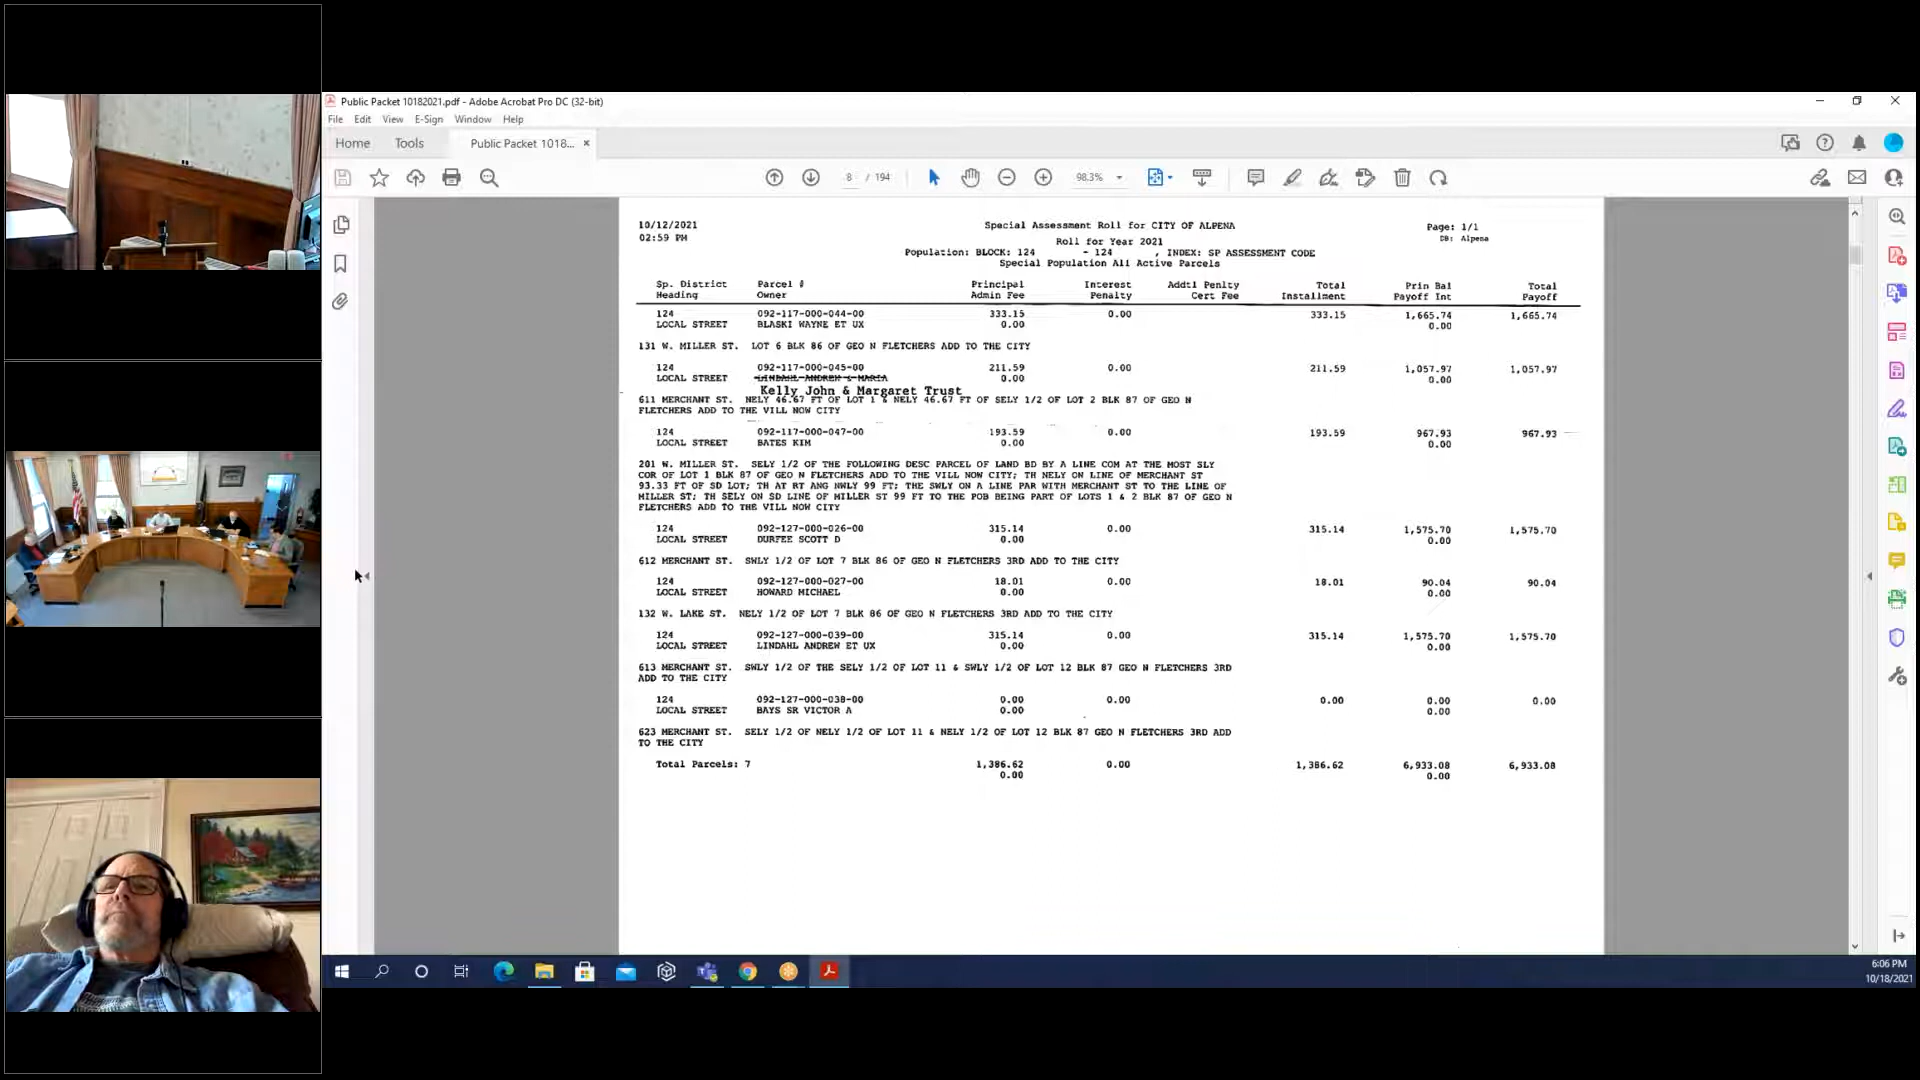 Public Packet 10182021.pdf - Adobe Acrobat Pro DC (32-bit)
File Edit View E-Sign Window Help
Home Tools Public Packet 1018... ×
8 / 194 98.3%
10/12/2021 Special Assessment Roll for CITY OF ALPENA Page: 1/1
02:59 PM Roll for Year 2021 DB: Alpena
Population: BLOCK: 124 - 124 , INDEX: SP ASSESSMENT CODE
Special Population All Active Parcels
Sp. District Parcel # Principal Interest Addtl Penlty Total Prin Bal Total
Heading Owner Admin Fee Penalty Cert Fee Installment Payoff Int Payoff
124 092-117-000-044-00 333.15 0.00 333.15 1,665.74 1,665.74
LOCAL STREET BLASKI WAYNE ET UX 0.00 0.00
131 W. MILLER ST. LOT 6 BLK 86 OF GEO N FLETCHERS ADD TO THE CITY
124 092-117-000-045-00 211.59 0.00 211.59 1,057.97 1,057.97
LOCAL STREET LINDAHL ANDREW & MARIA 0.00 0.00
Kelly John & Margaret Trust
611 MERCHANT ST. NELY 46.67 FT OF LOT 1 & NELY 46.67 FT OF SELY 1/2 OF LOT 2 BLK 87 OF GEO N
FLETCHERS ADD TO THE VILL NOW CITY
124 092-117-000-047-00 193.59 0.00 193.59 967.93 967.93
LOCAL STREET BATES KIM 0.00 0.00
201 W. MILLER ST. SELY 1/2 OF THE FOLLOWING DESC PARCEL OF LAND BD BY A LINE COM AT THE MOST SLY
COR OF LOT 1 BLK 87 OF GEO N FLETCHERS ADD TO THE VILL NOW CITY; TH NELY ON LINE OF MERCHANT ST
93.33 FT OF SD LOT; TH AT RT ANG NWLY 99 FT; THE SWLY ON A LINE PAR WITH MERCHANT ST TO THE LINE OF
MILLER ST; TH SELY ON SD LINE OF MILLER ST 99 FT TO THE POB BEING PART OF LOTS 1 & 2 BLK 87 OF GEO N
FLETCHERS ADD TO THE VILL NOW CITY
124 092-127-000-026-00 315.14 0.00 315.14 1,575.70 1,575.70
LOCAL STREET DURFEE SCOTT D 0.00 0.00
612 MERCHANT ST. SWLY 1/2 OF LOT 7 BLK 86 OF GEO N FLETCHERS 3RD ADD TO THE CITY
124 092-127-000-027-00 18.01 0.00 18.01 90.04 90.04
LOCAL STREET HOWARD MICHAEL 0.00 0.00
132 W. LAKE ST. NELY 1/2 OF LOT 7 BLK 86 OF GEO N FLETCHERS 3RD ADD TO THE CITY
124 092-127-000-039-00 315.14 0.00 315.14 1,575.70 1,575.70
LOCAL STREET LINDAHL ANDREW ET UX 0.00 0.00
613 MERCHANT ST. SWLY 1/2 OF THE SELY 1/2 OF LOT 11 & SWLY 1/2 OF LOT 12 BLK 87 GEO N FLETCHERS 3RD
ADD TO THE CITY
124 092-127-000-038-00 0.00 0.00 0.00 0.00 0.00
LOCAL STREET BAYS SR VICTOR A 0.00 0.00
623 MERCHANT ST. SELY 1/2 OF NELY 1/2 OF LOT 11 & NELY 1/2 OF LOT 12 BLK 87 GEO N FLETCHERS 3RD ADD
TO THE CITY
Total Parcels: 7 1,386.62 0.00 1,386.62 6,933.08 6,933.08
0.00 0.00
6:06 PM
10/18/2021